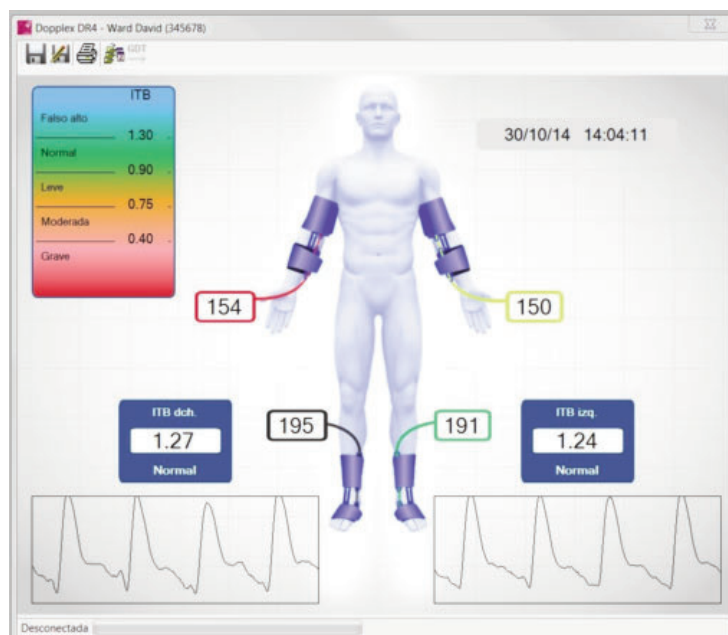 Dopplex DR4 - Ward David (345678)
GDT
ITB
Falso alto
1.30
Normal
0.90
Leve
0.75
Moderada
0.40
Grave
30/10/14 14:04:11
154
150
195
191
ITB dch.
1.27
Normal
ITB izq.
1.24
Normal
Desconectada